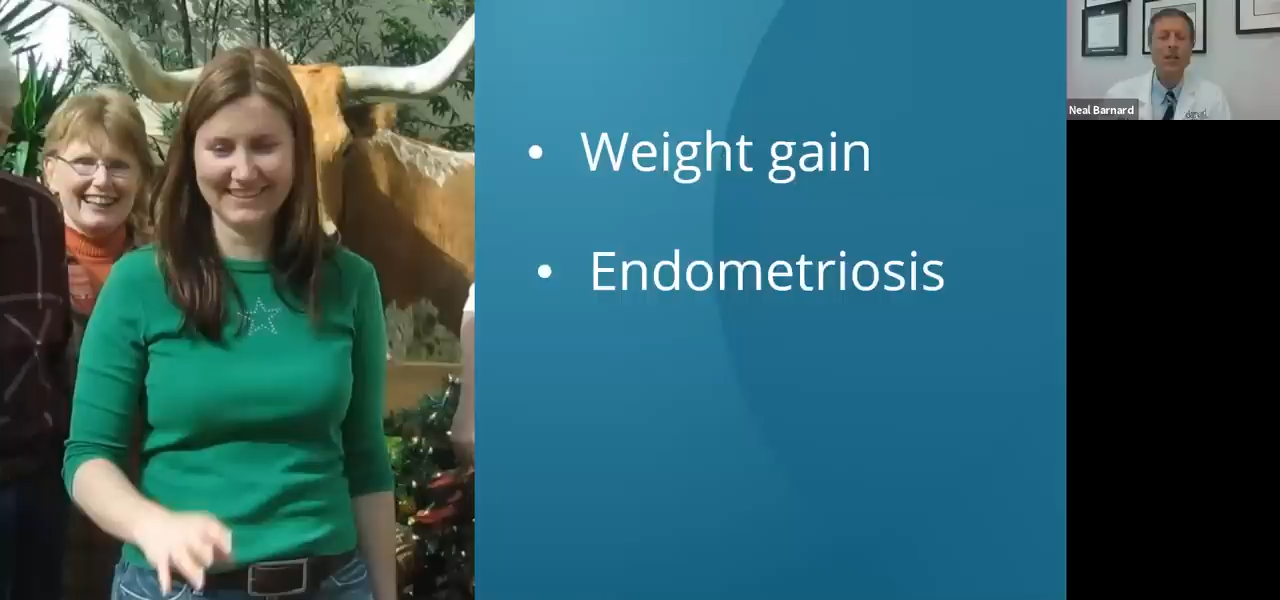 • Weight gain
• Endometriosis
Neal Barnard